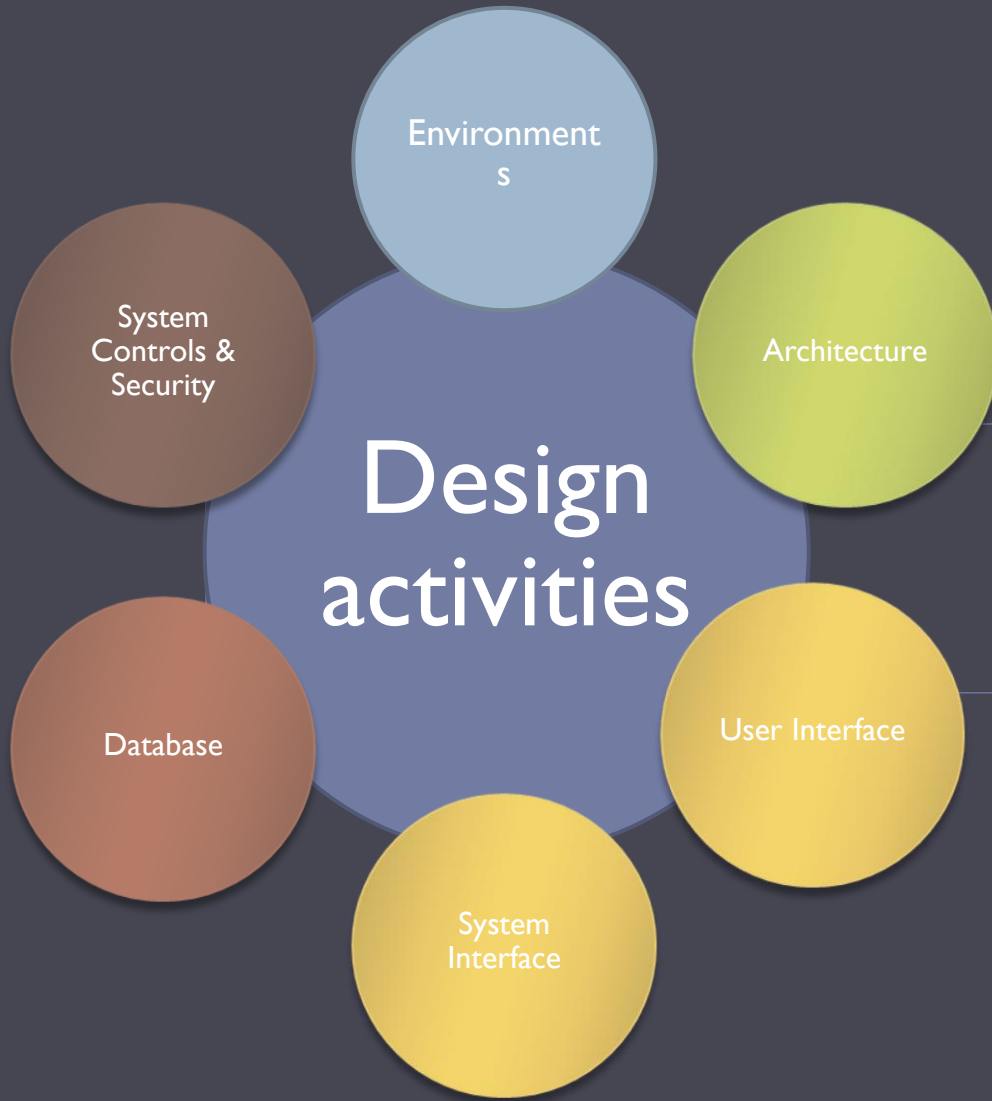 Environment
s
System
Controls &
Security
Architecture
Design
activities
Database
User Interface
System
Interface